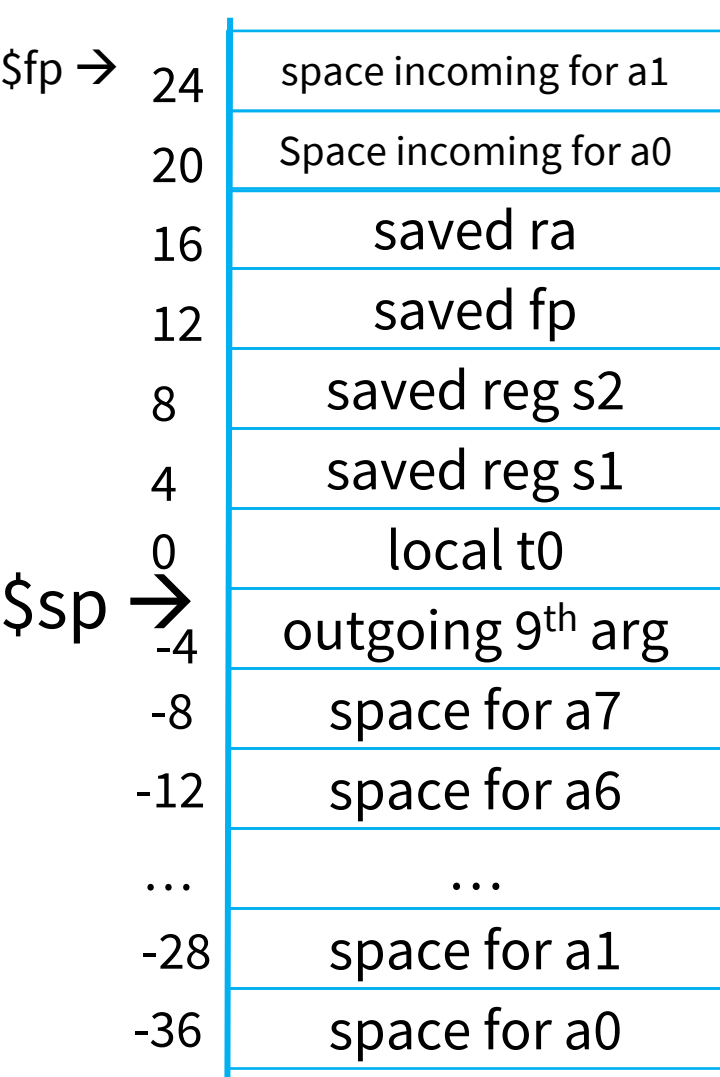 $fp → 24 space incoming for a1
20 Space incoming for a0
16 saved ra
12 saved fp
8 saved reg s2
4 saved reg s1
0 local t0
$sp →
-4 outgoing 9th arg
-8 space for a7
-12 space for a6
... ...
-28 space for a1
-36 space for a0